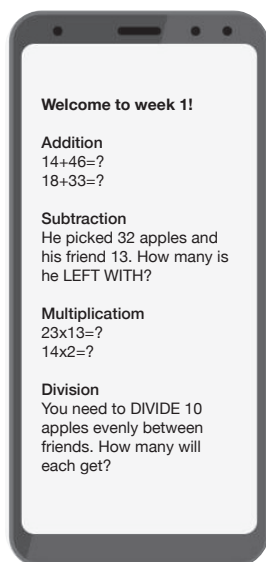 Welcome to week 1!
Addition
14+46=?
18+33=?
Subtraction
He picked 32 apples and
his friend 13. How many is
he LEFT WITH?
Multiplicatiom
23x13=?
14x2=?
Division
You need to DIVIDE 10
apples evenly between
friends. How many will
each get?